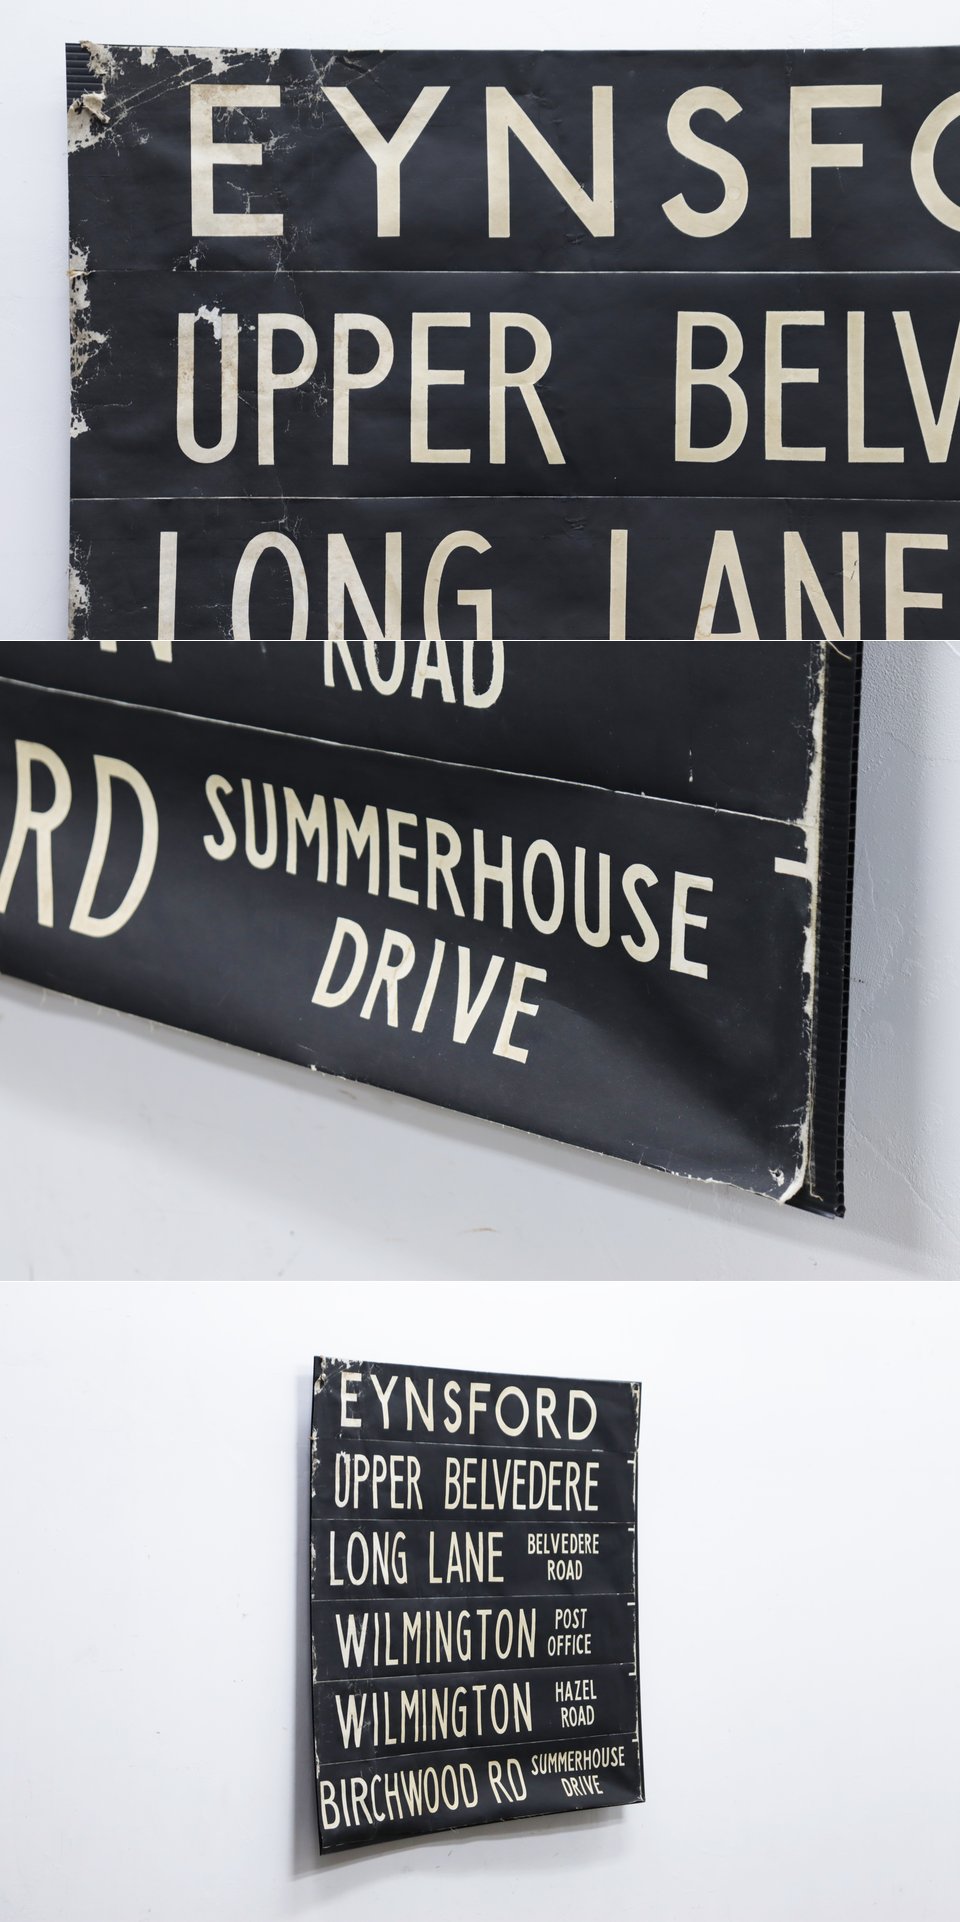 EYNSFO
UPPER BELV
LONG LANE
ROAD
RD SUMMERHOUSE
DRIVE
EYNSFORD
UPPER BELVEDERE
LONG LANE BELVEDERE
ROAD
WILMINGTON POST
OFFICE
WILMINGTON HAZEL
ROAD
BIRCHWOOD RD SUMMERHOUSE
DRIVE